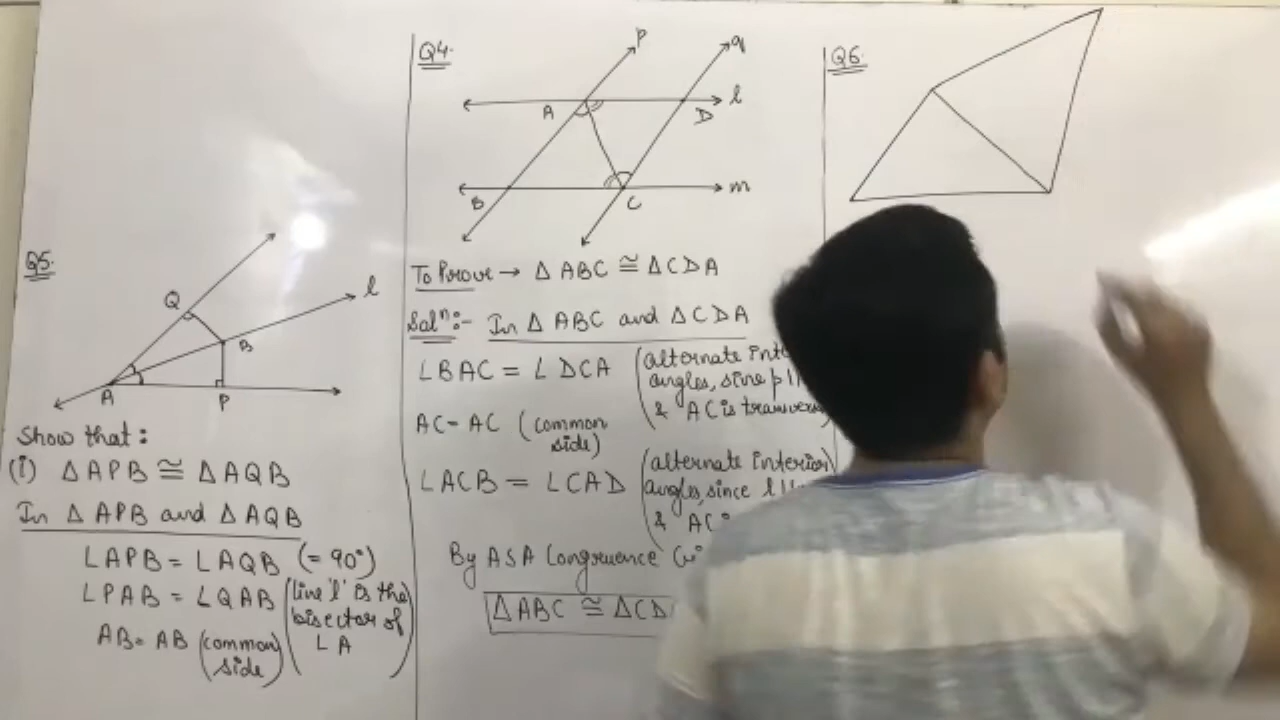 Q5.
Q
l
B
A
P
Show that:
(i) △APB ≅ △AQB
In △APB and △AQB
∠APB = ∠AQB (= 90°)
∠PAB = ∠QAB (line 'l' is the
bisector of
∠A)
AB = AB (common
side)
Q4.
p
q
A
D
l
B
C
m
To Prove → △ABC ≅ △CDA
Solⁿ:- In △ABC and △CDA
∠BAC = ∠DCA (alternate
angles, sine p ||
& AC is
AC = AC (common
side)
∠ACB = ∠CAD (alternate interior
angles, since l ||
& AC
By ASA Congruence
△ABC ≅ △CD
Q6.